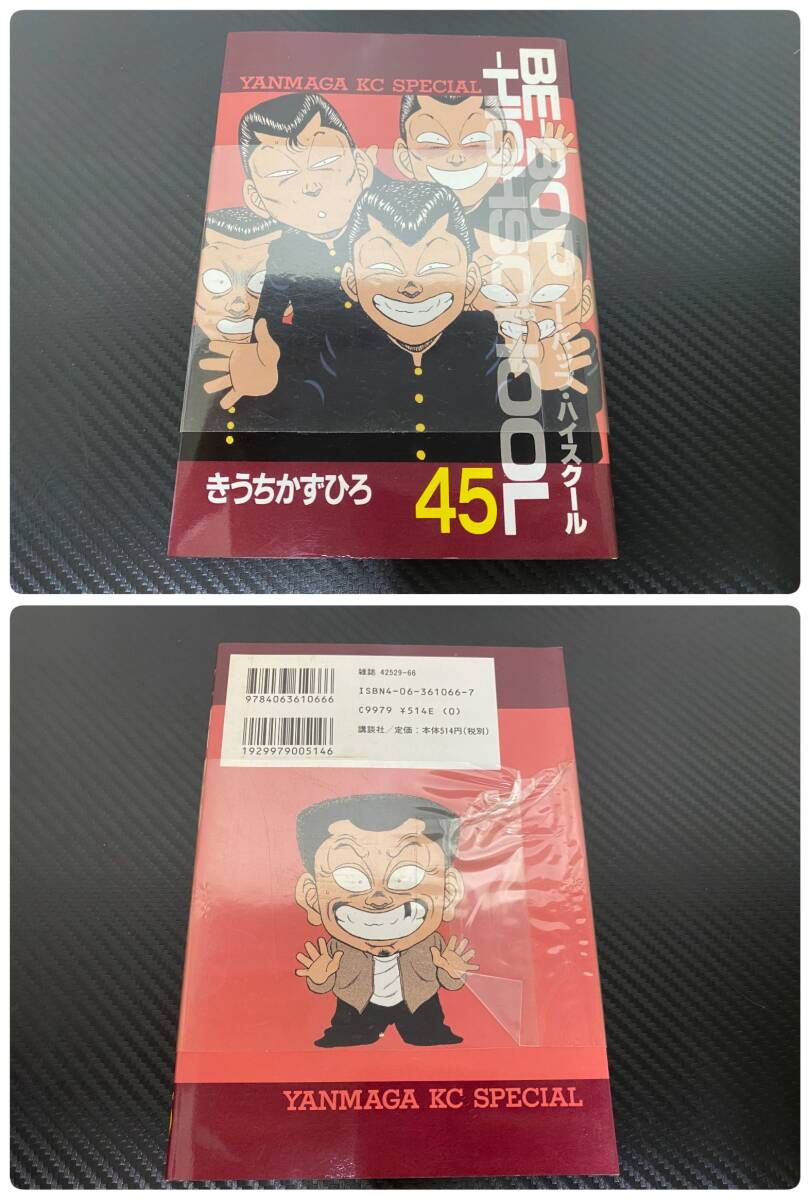 YANMAGA KC SPECIAL
BE-BOP
-HIGHSCHOOL
ビー・バップ・ハイスクール
きうちかずひろ
45
9784063610666
1929979005146
雑誌 42529-66
ISBN4-06-361066-7
C9979 ¥514E (0)
講談社/定価：本体514円(税別)
YANMAGA KC SPECIAL